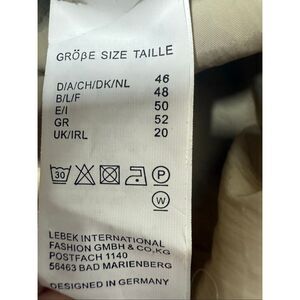 GRÖßE SIZE TAILLE
D/A/CH/DK/NL 46
B/L/F 48
E/I 50
GR 52
UK/IRL 20
30 P
W
LEBEK INTERNATIONAL
FASHION GMBH & CO.KG
POSTFACH 1140
56463 BAD MARIENBERG
DESIGNED IN GERMANY